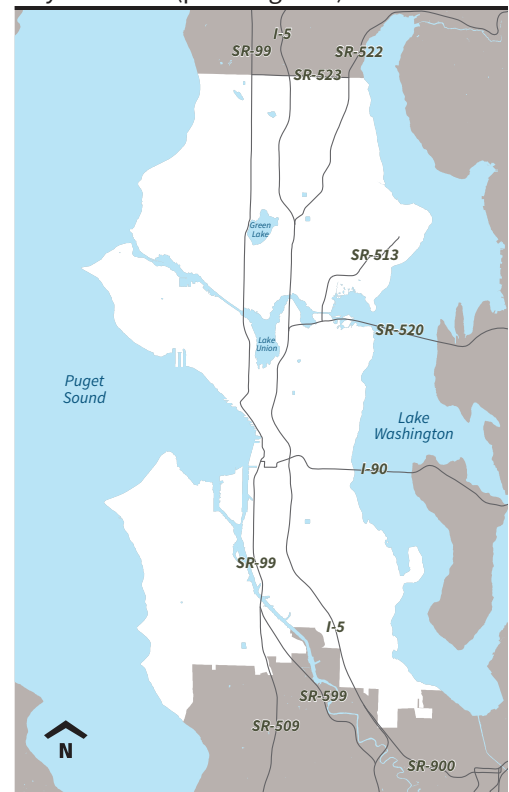 I-5
SR-99
SR-522
SR-523
Green
Lake
SR-513
SR-520
Lake
Union
Puget
Sound
Lake
Washington
I-90
SR-99
I-5
SR-599
SR-509
N
SR-900